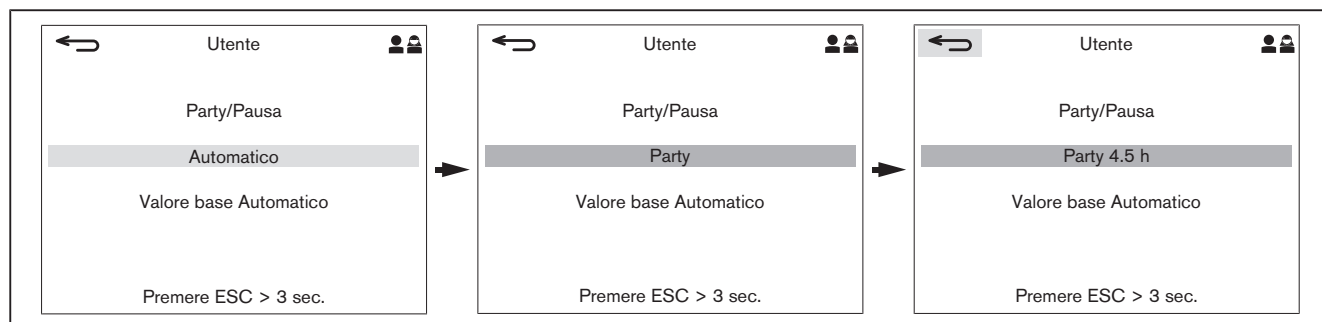 Utente
Party/Pausa
Automatico
Valore base Automatico
Premere ESC > 3 sec.
Utente
Party/Pausa
Party
Valore base Automatico
Premere ESC > 3 sec.
Utente
Party/Pausa
Party 4.5 h
Valore base Automatico
Premere ESC > 3 sec.